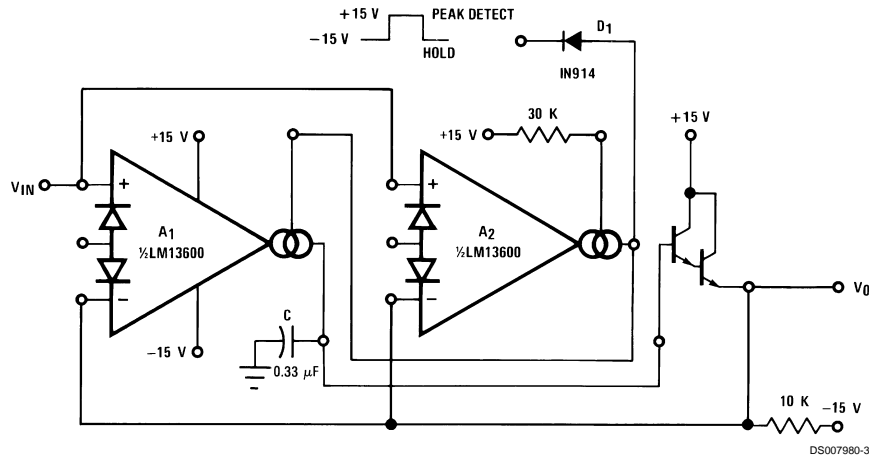 +15 V PEAK DETECT
−15 V HOLD
D1
IN914
30 K
+15 V
+15 V
+15 V
VIN
+
+
A1
½LM13600
A2
½LM13600
−
−
VO
C
−15 V
0.33 µF
10 K
−15 V
DS007980-3